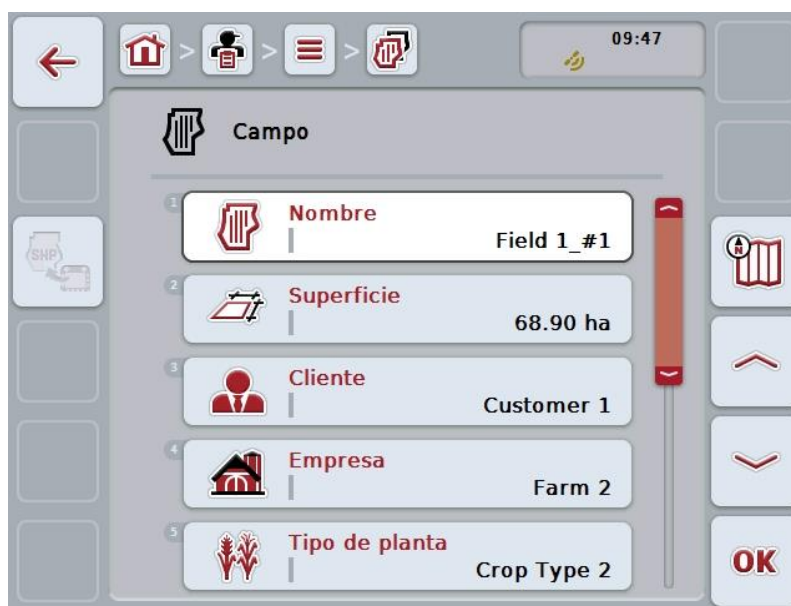 09:47
Campo
1
Nombre
Field 1_#1
2
Superficie
68.90 ha
SHP
3
Cliente
Customer 1
4
Empresa
Farm 2
5
Tipo de planta
Crop Type 2
N
OK